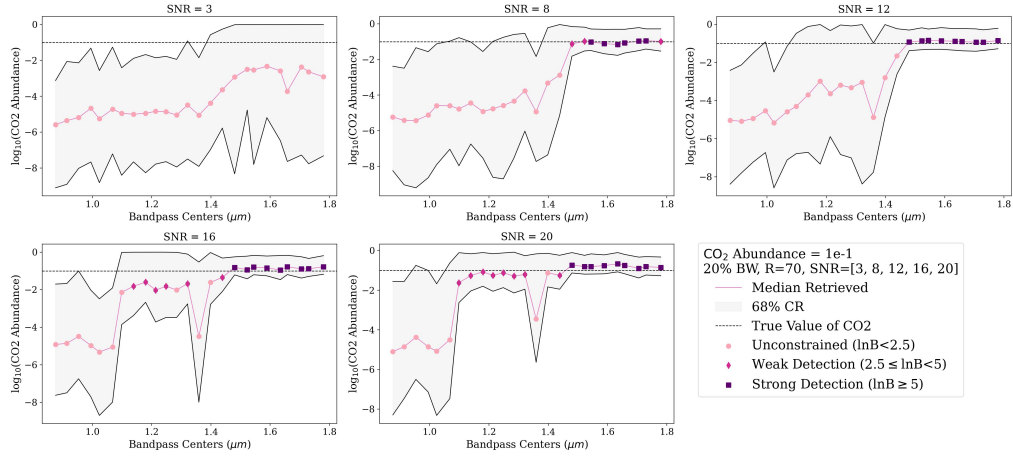 SNR = 3
log10(CO2 Abundance)
0
−2
−4
−6
−8
1.0 1.2 1.4 1.6 1.8
Bandpass Centers (μm)
SNR = 8
log10(CO2 Abundance)
0
−2
−4
−6
−8
1.0 1.2 1.4 1.6 1.8
Bandpass Centers (μm)
SNR = 12
log10(CO2 Abundance)
0
−2
−4
−6
−8
1.0 1.2 1.4 1.6 1.8
Bandpass Centers (μm)
SNR = 16
log10(CO2 Abundance)
0
−2
−4
−6
−8
1.0 1.2 1.4 1.6 1.8
Bandpass Centers (μm)
SNR = 20
log10(CO2 Abundance)
0
−2
−4
−6
−8
1.0 1.2 1.4 1.6 1.8
Bandpass Centers (μm)
CO2 Abundance = 1e-1
20% BW, R=70, SNR=[3, 8, 12, 16, 20]
Median Retrieved
68% CR
True Value of CO2
Unconstrained (lnB<2.5)
Weak Detection (2.5≤lnB<5)
Strong Detection (lnB≥5)